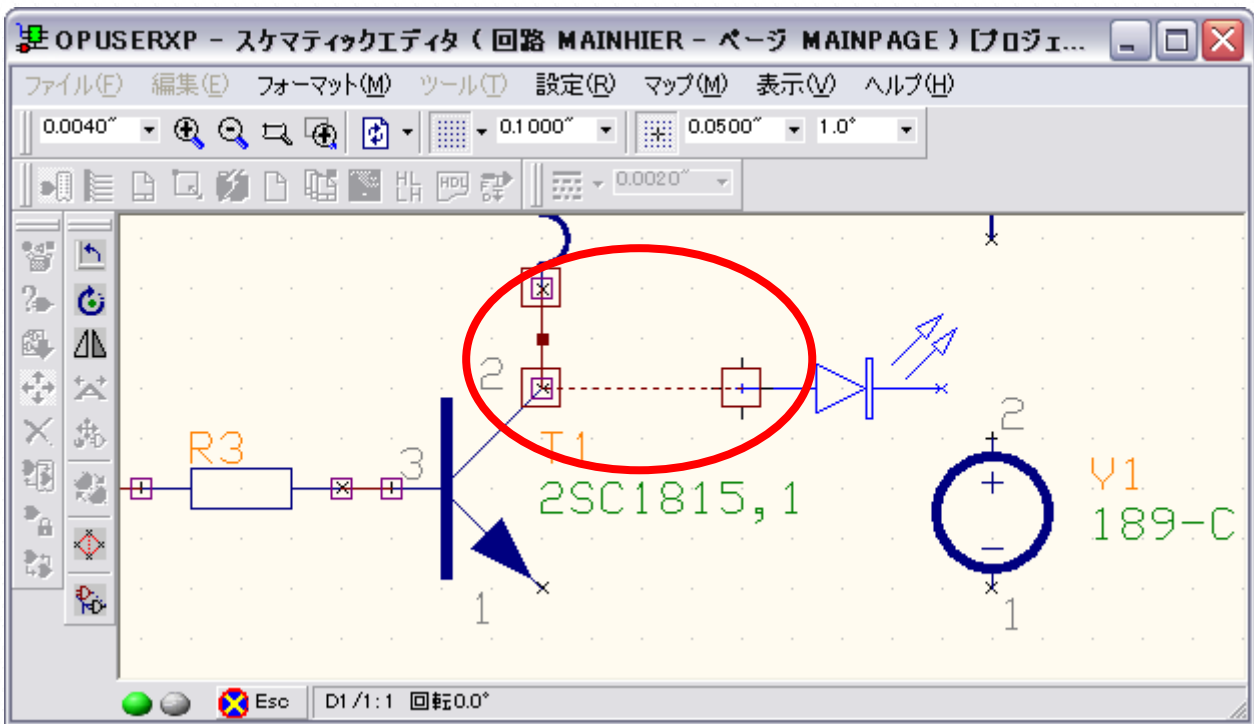 OPUSERXP - スケマティックエディタ ( 回路 MAINHIER - ページ MAINPAGE ) [プロジェ...
ファイル(F) 編集(E) フォーマット(M) ツール(T) 設定(R) マップ(M) 表示(V) ヘルプ(H)
0.0040" 0.1000" 0.0500" 1.0°
HL LH HDL 0.0020"
2
T1
2SC1815,1
R3
3
1
2
V1
189-C
1
Esc D1/1:1 回転0.0°